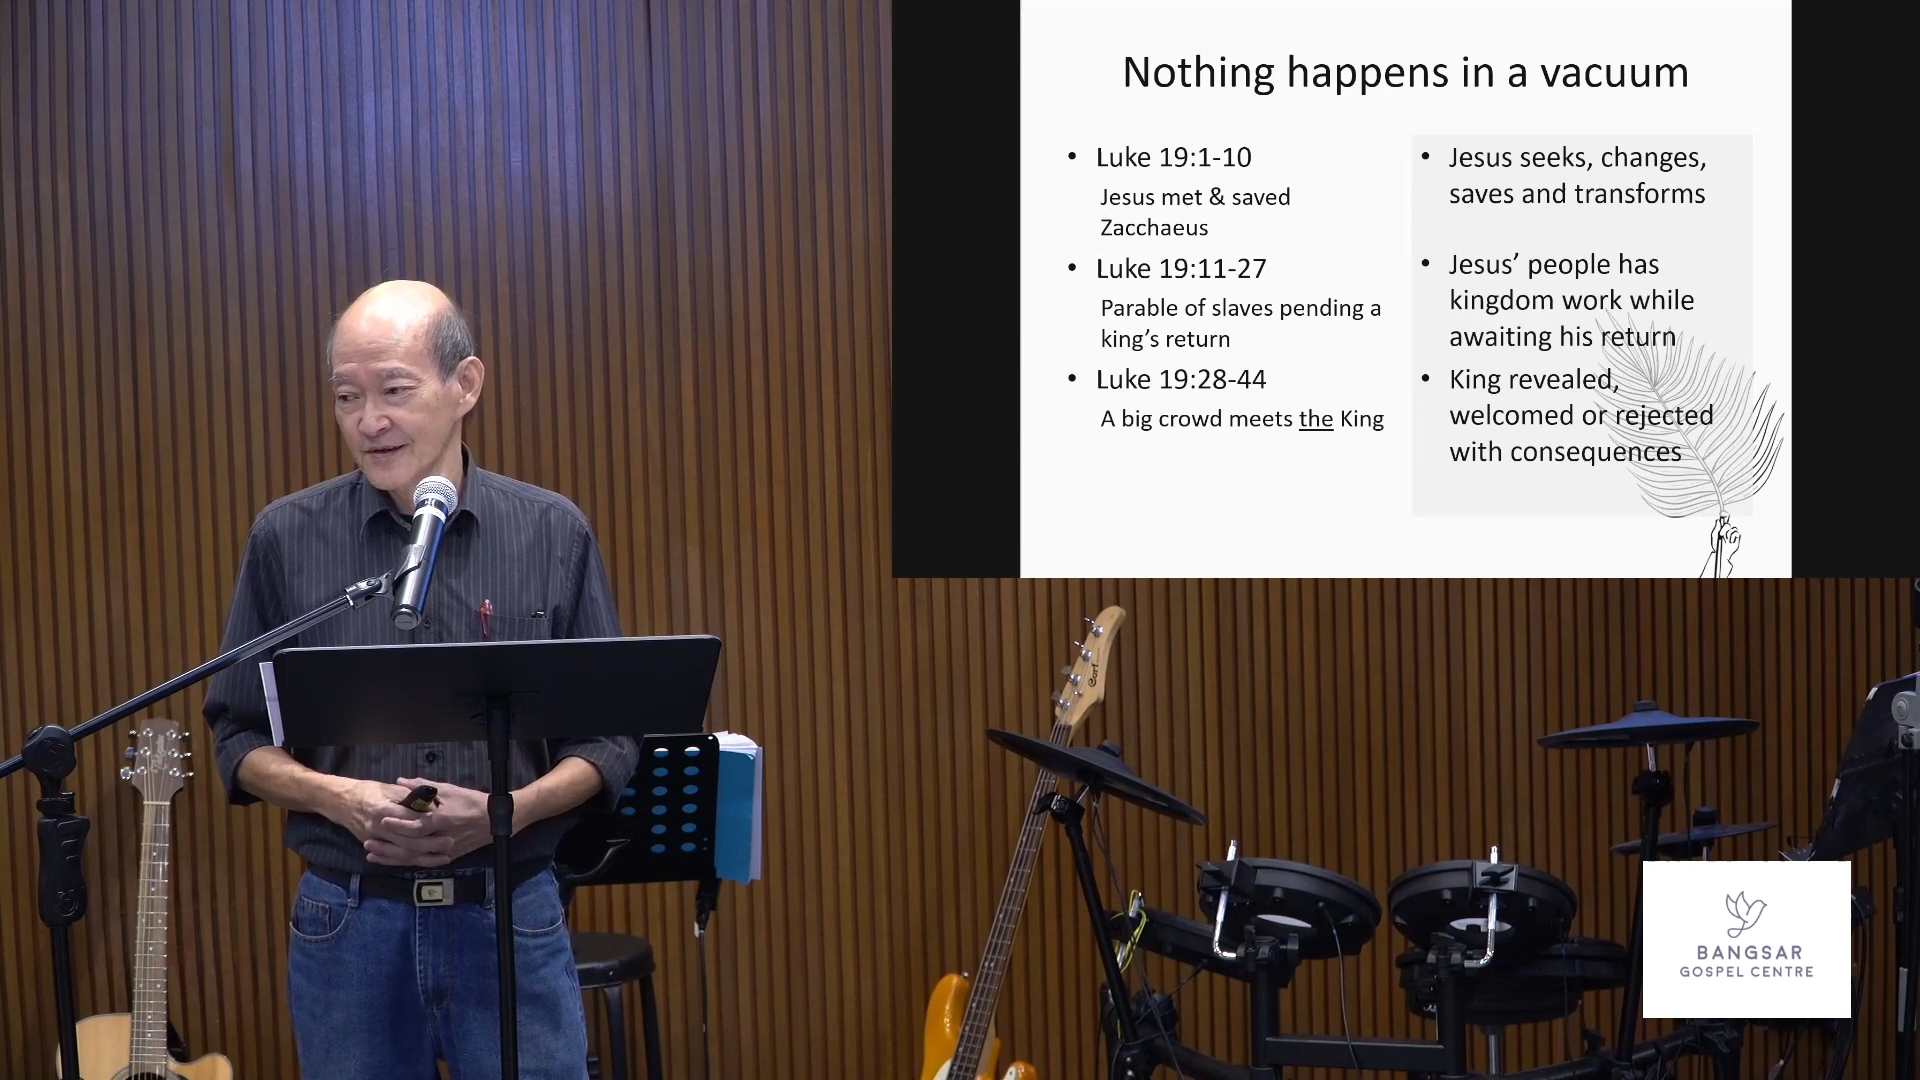 Nothing happens in a vacuum
• Luke 19:1-10
Jesus met & saved
Zacchaeus
• Luke 19:11-27
Parable of slaves pending a
king’s return
• Luke 19:28-44
A big crowd meets the King
• Jesus seeks, changes,
saves and transforms
• Jesus’ people has
kingdom work while
awaiting his return
• King revealed,
welcomed or rejected
with consequences
Cort
BANGSAR
GOSPEL CENTRE